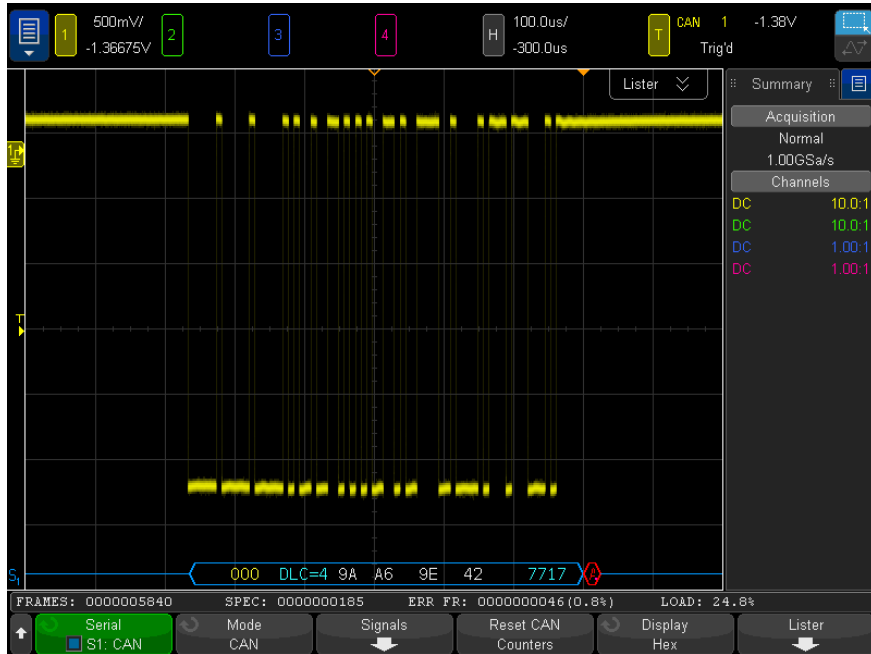 1 500mV/ -1.36675V 2 3 4 H 100.0us/ -300.0us T CAN 1 -1.38V Trig'd
Lister
Summary
Acquisition
Normal
1.00GSa/s
Channels
DC 10.0:1
DC 10.0:1
DC 1.00:1
DC 1.00:1
T
S1 000 DLC=4 9A A6 9E 42 7717 A
FRAMES: 0000005840 SPEC: 0000000185 ERR FR: 0000000046(0.8%) LOAD: 24.8%
Serial Mode Signals Reset CAN Display Lister
S1: CAN CAN Counters Hex